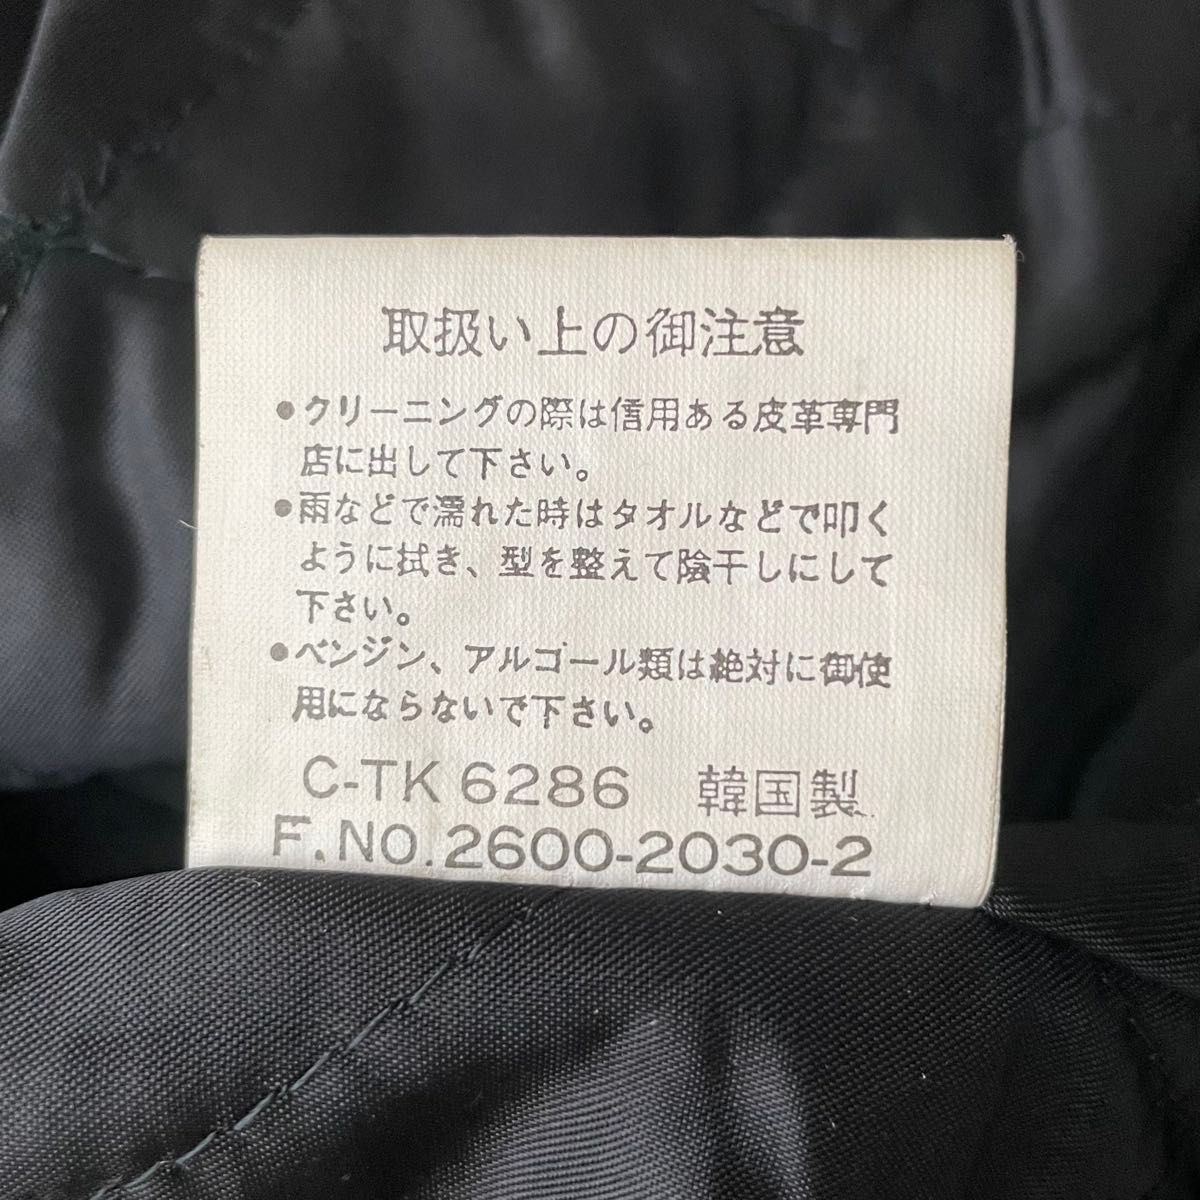 取扱い上の御注意
●クリーニングの際は信用ある皮革専門
店に出して下さい。
●雨などで濡れた時はタオルなどで叩く
ように拭き、型を整えて陰干しにして
下さい。
●ベンジン、アルコール類は絶対に御使
用にならないで下さい。
C-TK 6286 韓国製
F.NO.2600-2030-2